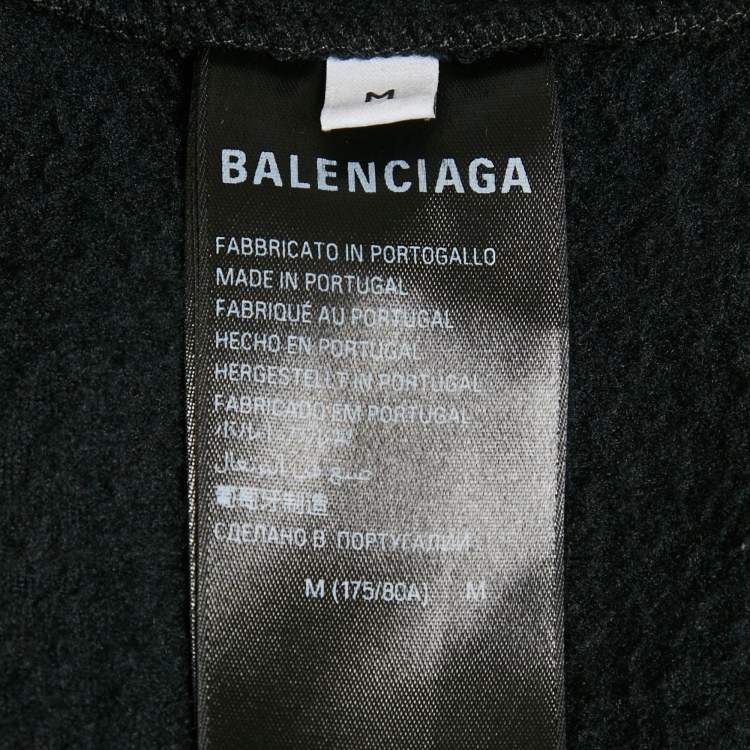 M
BALENCIAGA
FABBRICATO IN PORTOGALLO
MADE IN PORTUGAL
FABRIQUÉ AU PORTUGAL
HECHO EN PORTUGAL
HERGESTELLT IN PORTUGAL
FABRICADO EM PORTUGAL
صنع في البرتغال
葡萄牙制造
СДЕЛАНО В ПОРТУГАЛИИ
M (175/80A) M